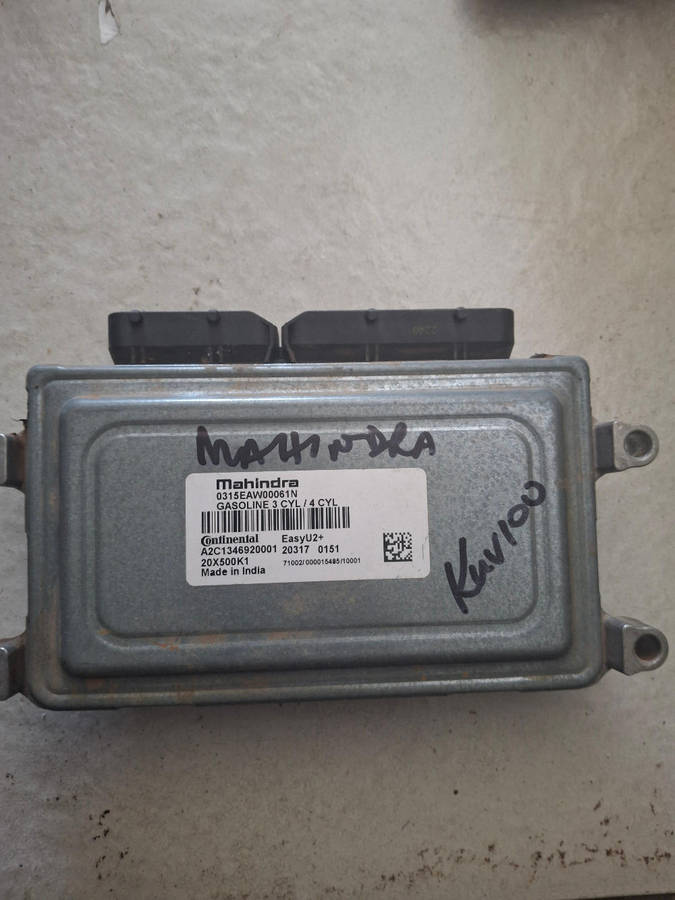 MAHINDRA
Mahindra
0315EAW00061N
GASOLINE 3 CYL / 4 CYL
Continental EasyU2+
A2C1346920001 20317 0151
20X500K1 71002/000015485/10001
Made in India
KUV100